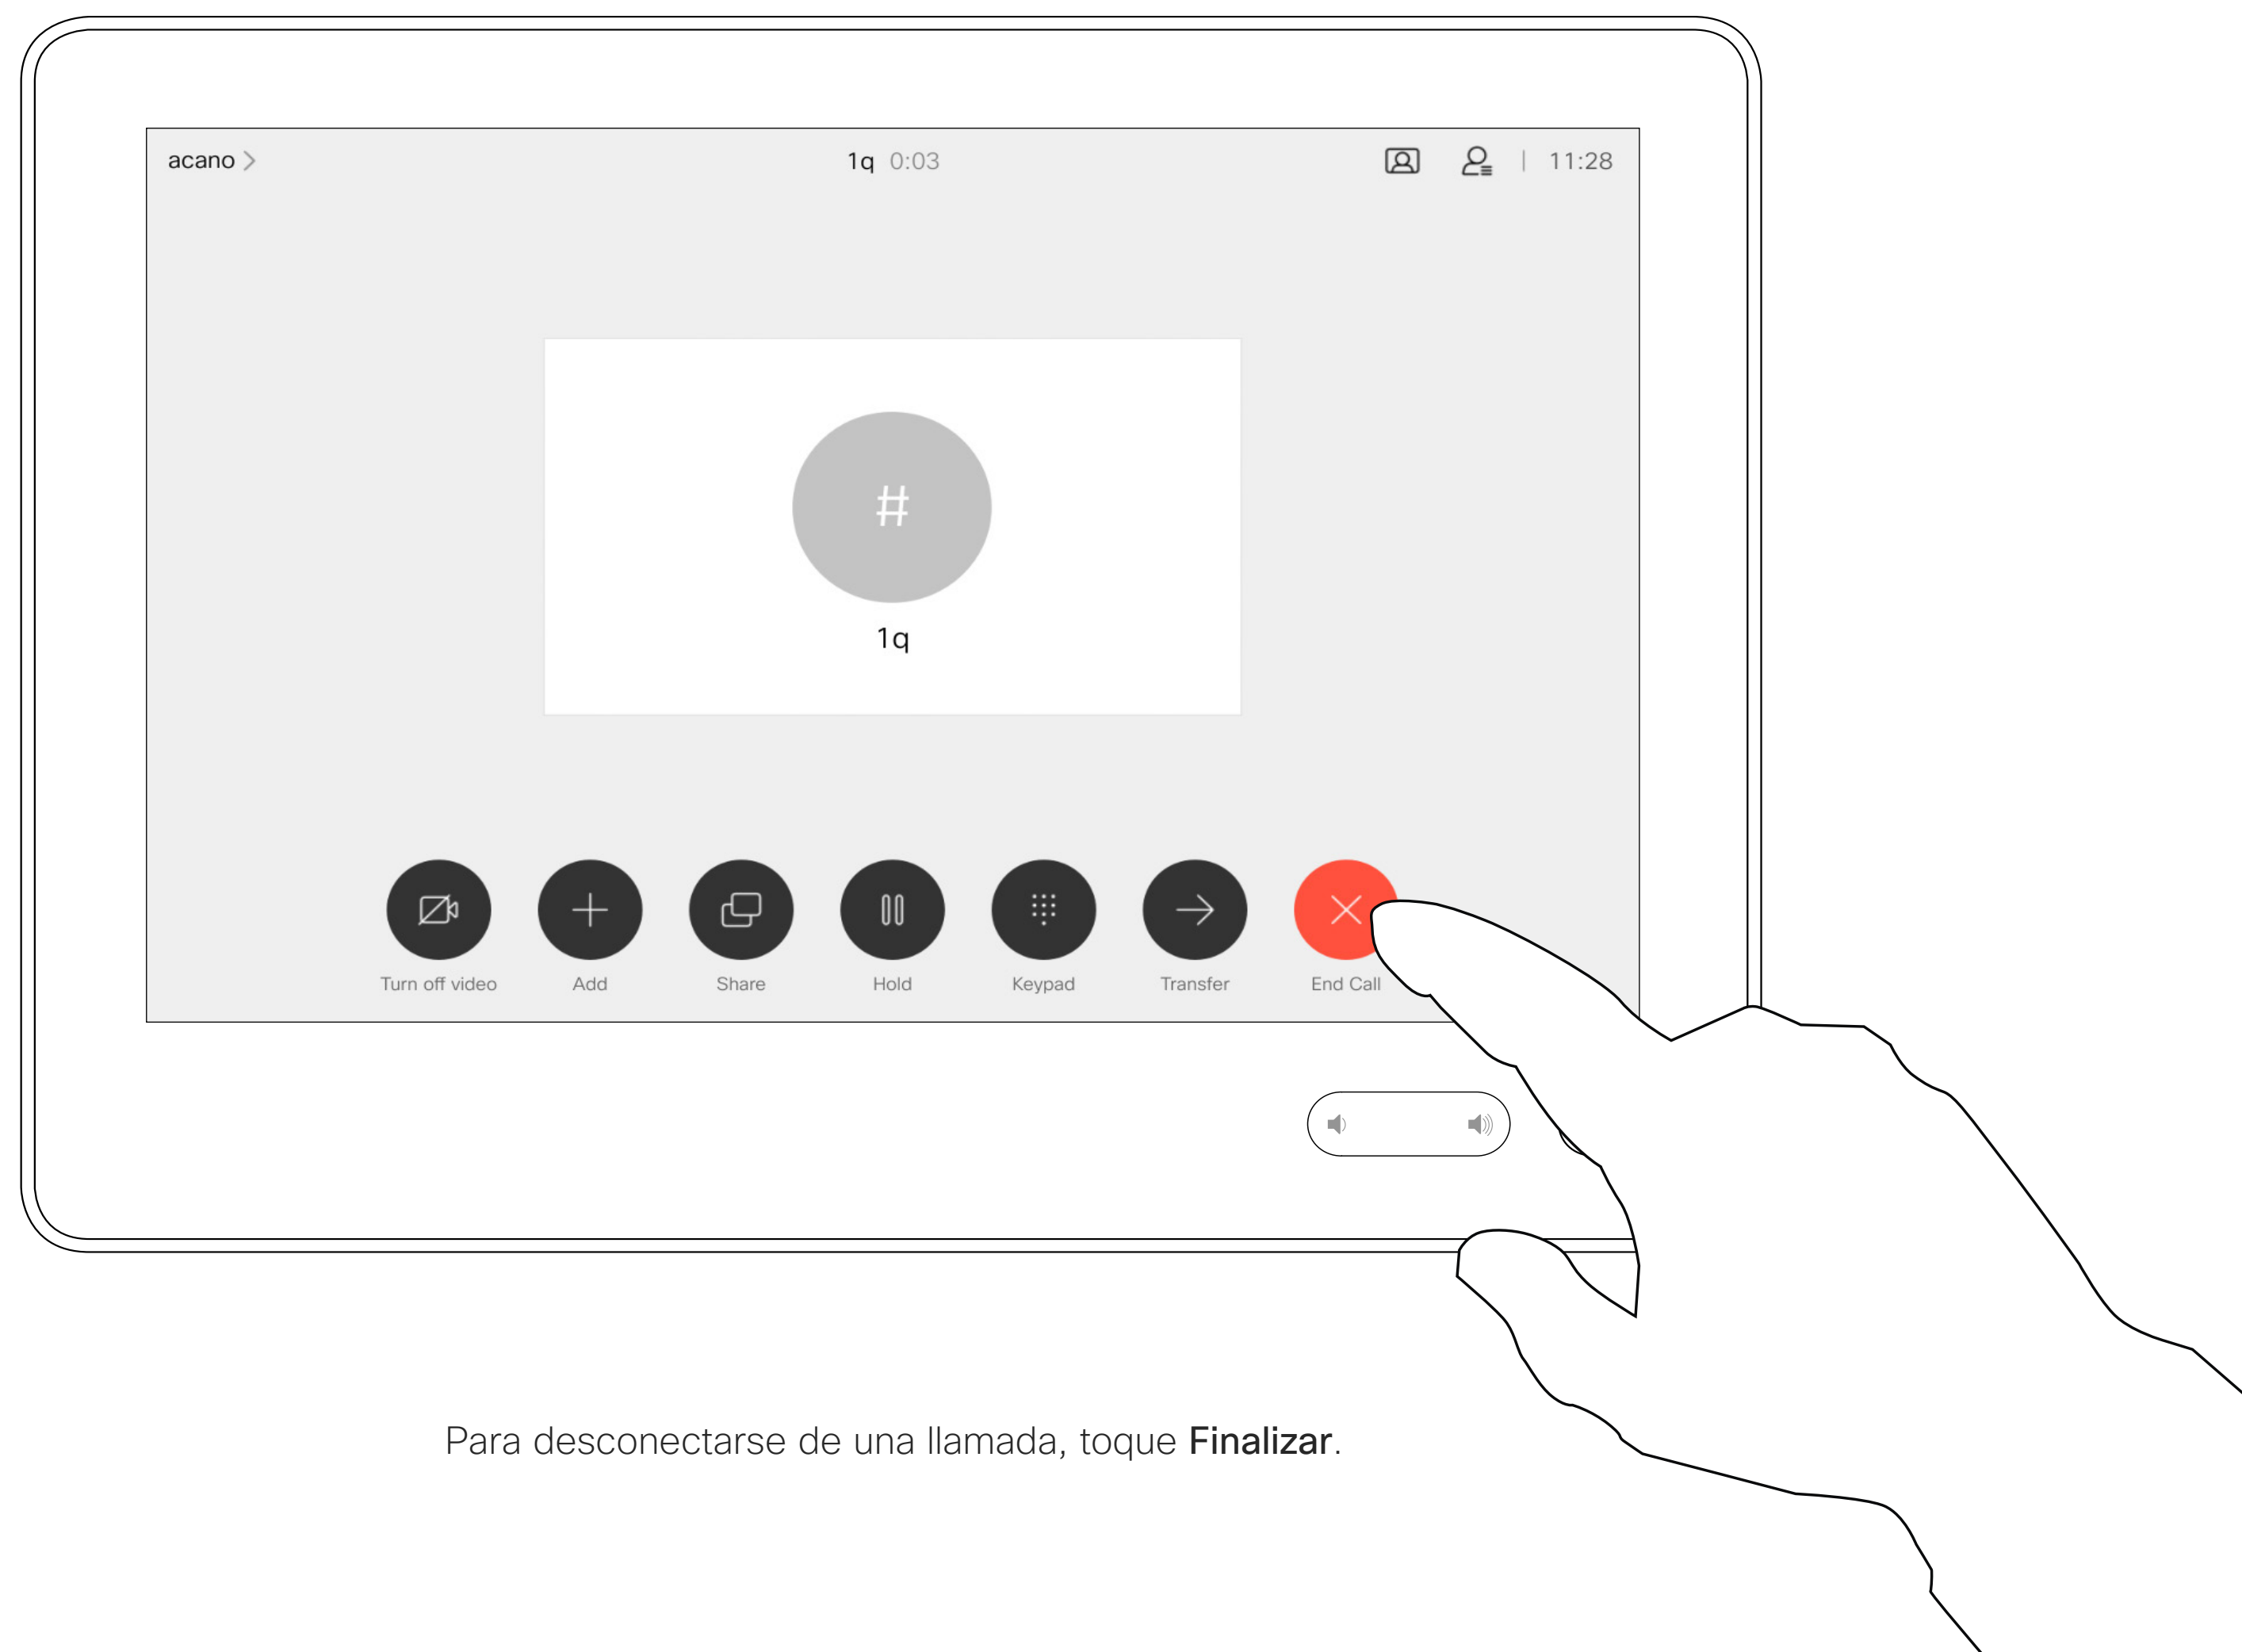 acano
1q 0:03
11:28
#
1q
Turn off video
Add
Share
Hold
Keypad
Transfer
End Call
Para desconectarse de una llamada, toque Finalizar.